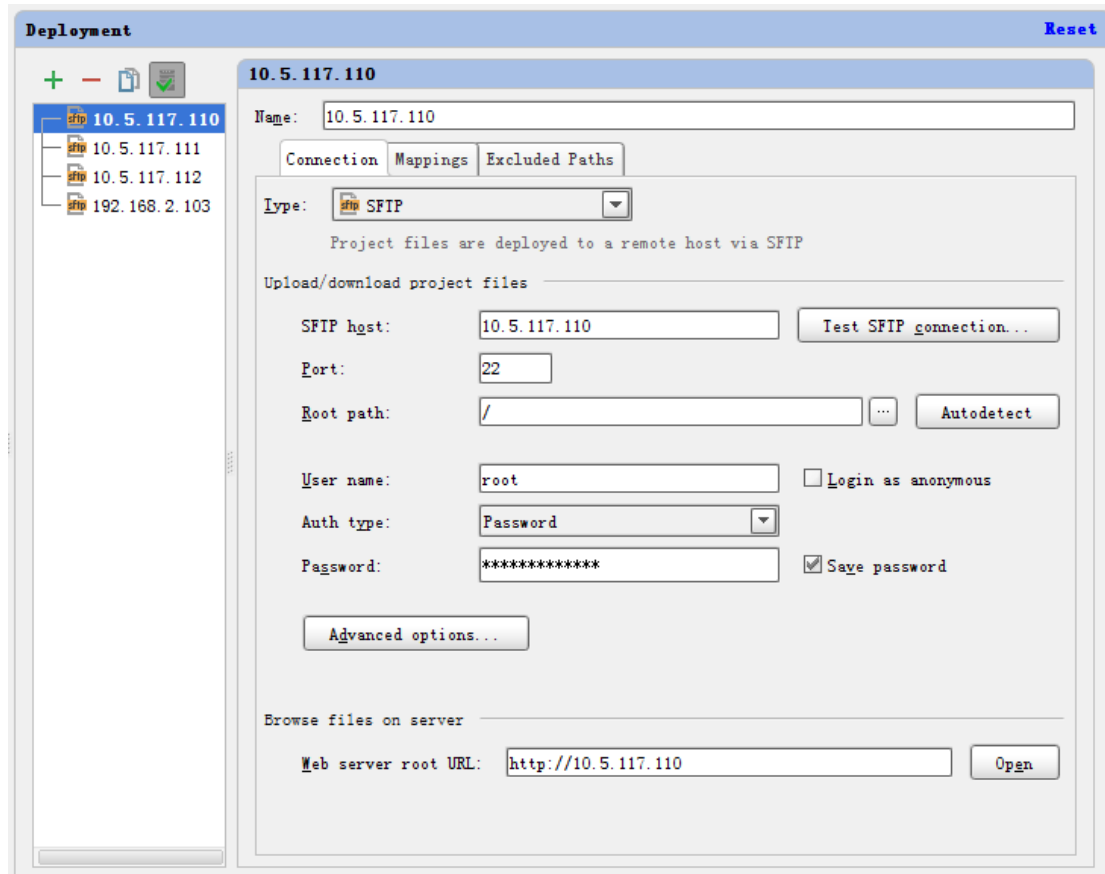 Deployment
Reset
10.5.117.110
10.5.117.111
10.5.117.112
192.168.2.103
10.5.117.110
Name: 10.5.117.110
Connection Mappings Excluded Paths
Type: sftp SFTP
Project files are deployed to a remote host via SFTP
Upload/download project files
SFTP host: 10.5.117.110 Test SFTP connection...
Port: 22
Root path: / ... Autodetect
User name: root Login as anonymous
Auth type: Password
Password: ************* Save password
Advanced options...
Browse files on server
Web server root URL: http://10.5.117.110 Open